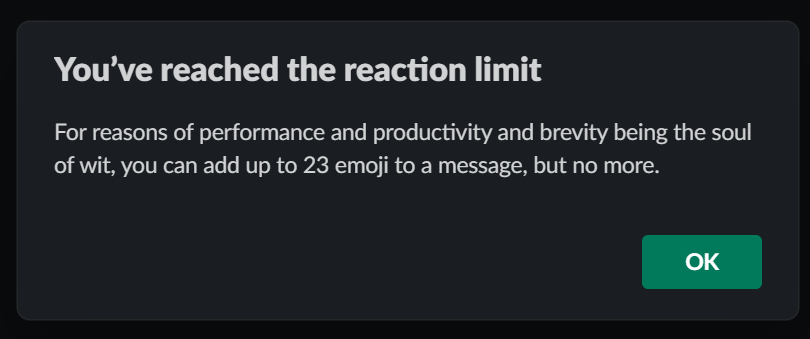 You’ve reached the reaction limit
For reasons of performance and productivity and brevity being the soul
of wit, you can add up to 23 emoji to a message, but no more.
OK